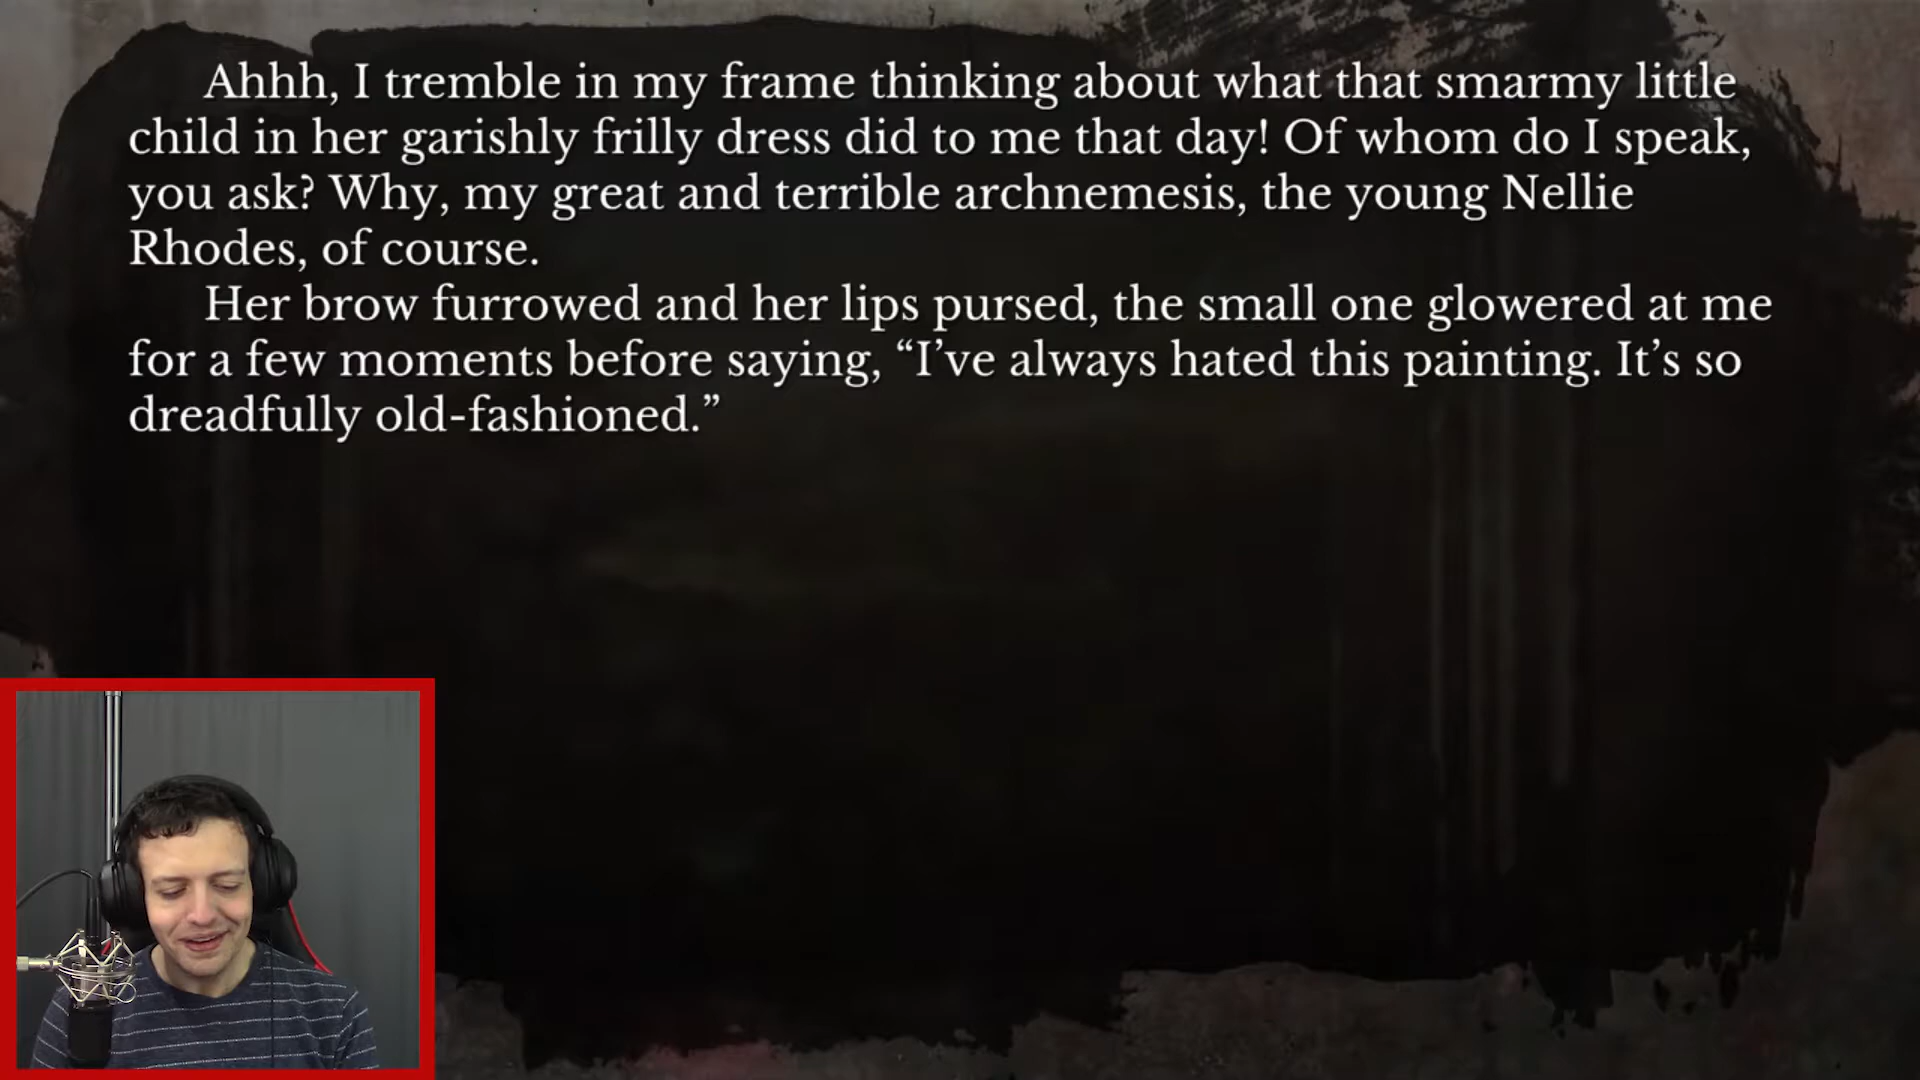 Ahhh, I tremble in my frame thinking about what that smarmy little
child in her garishly frilly dress did to me that day! Of whom do I speak,
you ask? Why, my great and terrible archnemesis, the young Nellie
Rhodes, of course.
Her brow furrowed and her lips pursed, the small one glowered at me
for a few moments before saying, “I’ve always hated this painting. It’s so
dreadfully old-fashioned.”